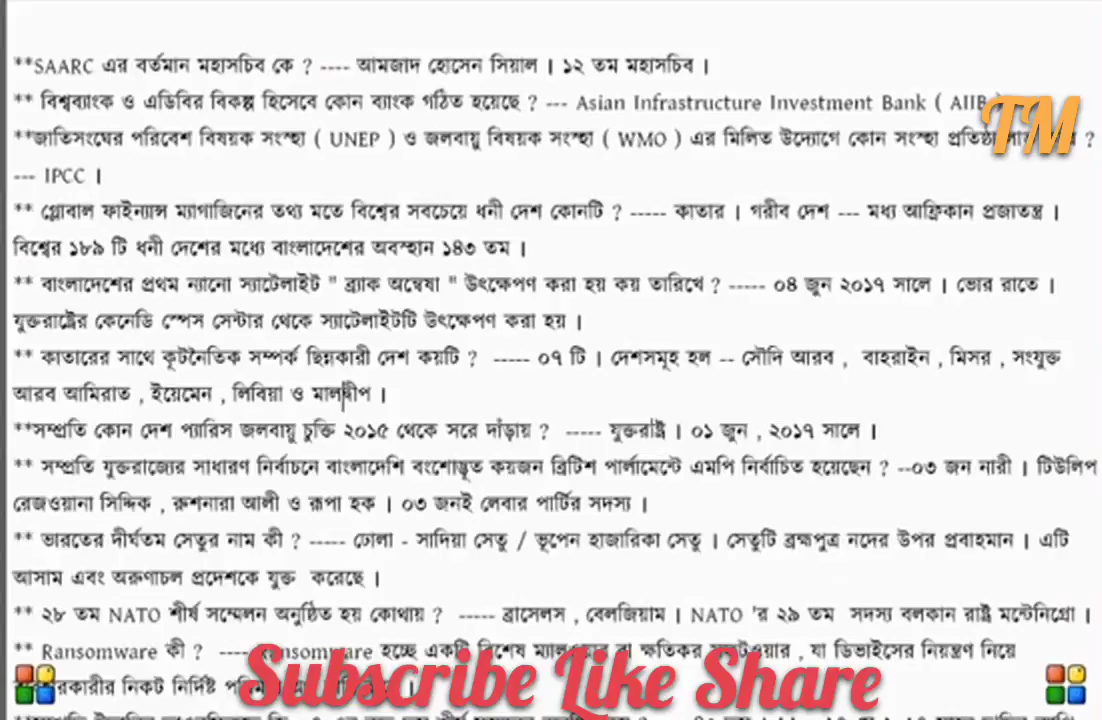 **SAARC এর বর্তমান মহাসচিব কে ? ---- আমজাদ হোসেন সিয়াল । ১২ তম মহাসচিব ।
** বিশ্বব্যাংক ও এডিবির বিকল্প হিসেবে কোন ব্যাংক গঠিত হয়েছে ? --- Asian Infrastructure Investment Bank ( AIIB )
TM
**জাতিসংঘের পরিবেশ বিষয়ক সংস্হা ( UNEP ) ও জলবায়ু বিষয়ক সংস্হা ( WMO ) এর মিলিত উদ্যোগে কোন সংস্হা ?
--- IPCC ।
** গ্লোবাল ফাইন্যান্স ম্যাগাজিনের তথ্য মতে বিশ্বের সবচেয়ে ধনী দেশ কোনটি ? ----- কাতার । গরীব দেশ --- মধ্য আফ্রিকান প্রজাতন্ত্র ।
বিশ্বের ১৮৯ টি ধনী দেশের মধ্যে বাংলাদেশের অবস্হান ১৪৩ তম ।
** বাংলাদেশের প্রথম ন্যানো স্যাটেলাইট " ব্র্যাক অন্বেষা " উৎক্ষেপণ করা হয় কয় তারিখে ? ----- ০৪ জুন ২০১৭ সালে । ভোর রাতে ।
যুক্তরাষ্ট্রের কেনেডি স্পেস সেন্টার থেকে স্যাটেলাইটটি উৎক্ষেপণ করা হয় ।
** কাতারের সাথে কূটনৈতিক সম্পর্ক ছিন্নকারী দেশ কয়টি ? ----- ০৭ টি । দেশসমূহ হল -- সৌদি আরব , বাহরাইন , মিসর , সংযুক্ত
আরব আমিরাত , ইয়েমেন , লিবিয়া ও মালদ্বীপ ।
**সম্প্রতি কোন দেশ প্যারিস জলবায়ু চুক্তি ২০১৫ থেকে সরে দাঁড়ায় ? ----- যুক্তরাষ্ট্র । ০১ জুন , ২০১৭ সালে ।
** সম্প্রতি যুক্তরাজ্যের সাধারণ নির্বাচনে বাংলাদেশি বংশোদ্ভূত কয়জন ব্রিটিশ পার্লামেন্টে এমপি নির্বাচিত হয়েছেন ? --০৩ জন নারী । টিউলিপ
রেজওয়ানা সিদ্দিক , রুশনারা আলী ও রূপা হক । ০৩ জনই লেবার পার্টির সদস্য ।
** ভারতের দীর্ঘতম সেতুর নাম কী ? ----- ঢোলা - সাদিয়া সেতু / ভূপেন হাজারিকা সেতু । সেতুটি ব্রহ্মপুত্র নদের উপর প্রবাহমান । এটি
আসাম এবং অরুণাচল প্রদেশকে যুক্ত করেছে ।
** ২৮ তম NATO শীর্ষ সম্মেলন অনুষ্ঠিত হয় কোথায় ? ----- ব্রাসেলস , বেলজিয়াম । NATO 'র ২৯ তম সদস্য বলকান রাষ্ট্র মন্টেনিগ্রো ।
** Ransomware কী ? ---- হচ্ছে একটি বিশেষ বা ক্ষতিকর , যা ডিভাইসের নিয়ন্ত্রণ নিয়ে
নিকট নির্দিষ্ট
Subscribe Like Share